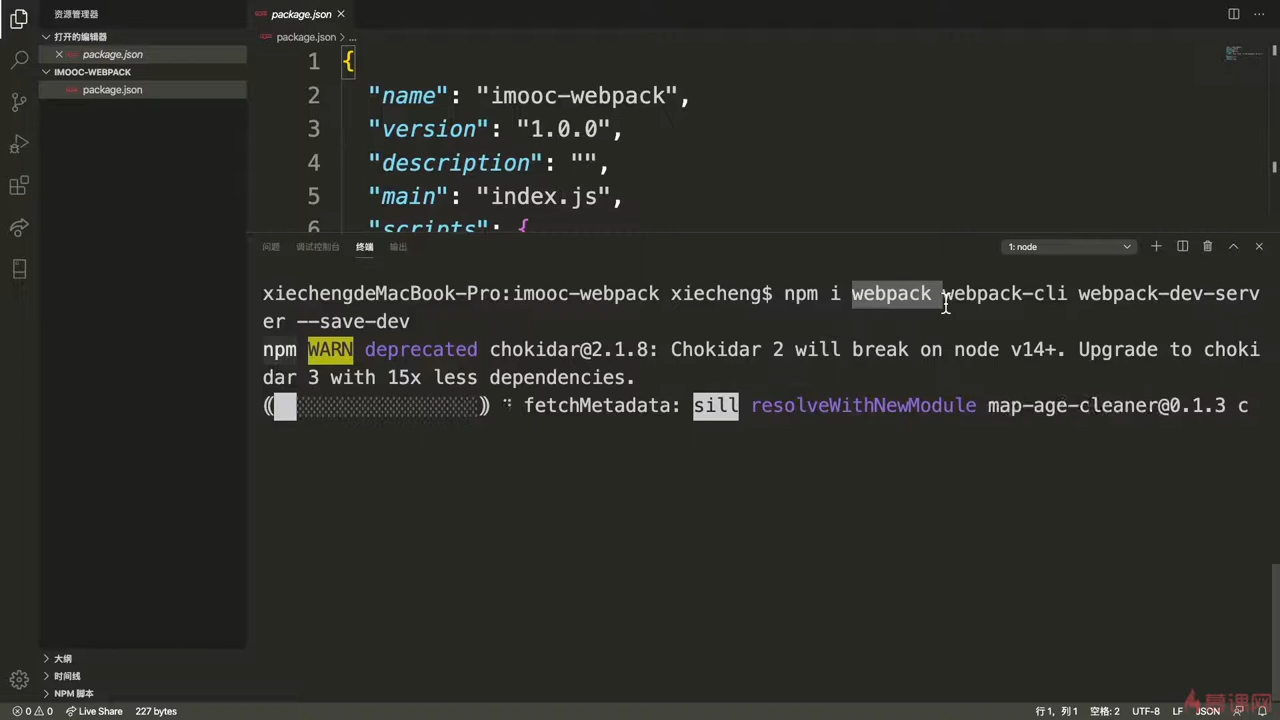 资源管理器
package.json
打开的编辑器
package.json
package.json
...
IMOOC-WEBPACK
package.json
1
{
2
"name": "imooc-webpack",
3
"version": "1.0.0",
4
"description": "",
5
"main": "index.js",
6
"scripts": {
问题
调试控制台
终端
输出
1: node
xiechengdeMacBook-Pro:imooc-webpack xiecheng$ npm i webpack webpack-cli webpack-dev-serv
er --save-dev
npm WARN deprecated chokidar@2.1.8: Chokidar 2 will break on node v14+. Upgrade to choki
dar 3 with 15x less dependencies.
fetchMetadata: sill resolveWithNewModule map-age-cleaner@0.1.3 c
大纲
时间线
NPM 脚本
0
0
Live Share
227 bytes
行 1, 列 1
空格: 2
UTF-8
LF
JSON
慕课网